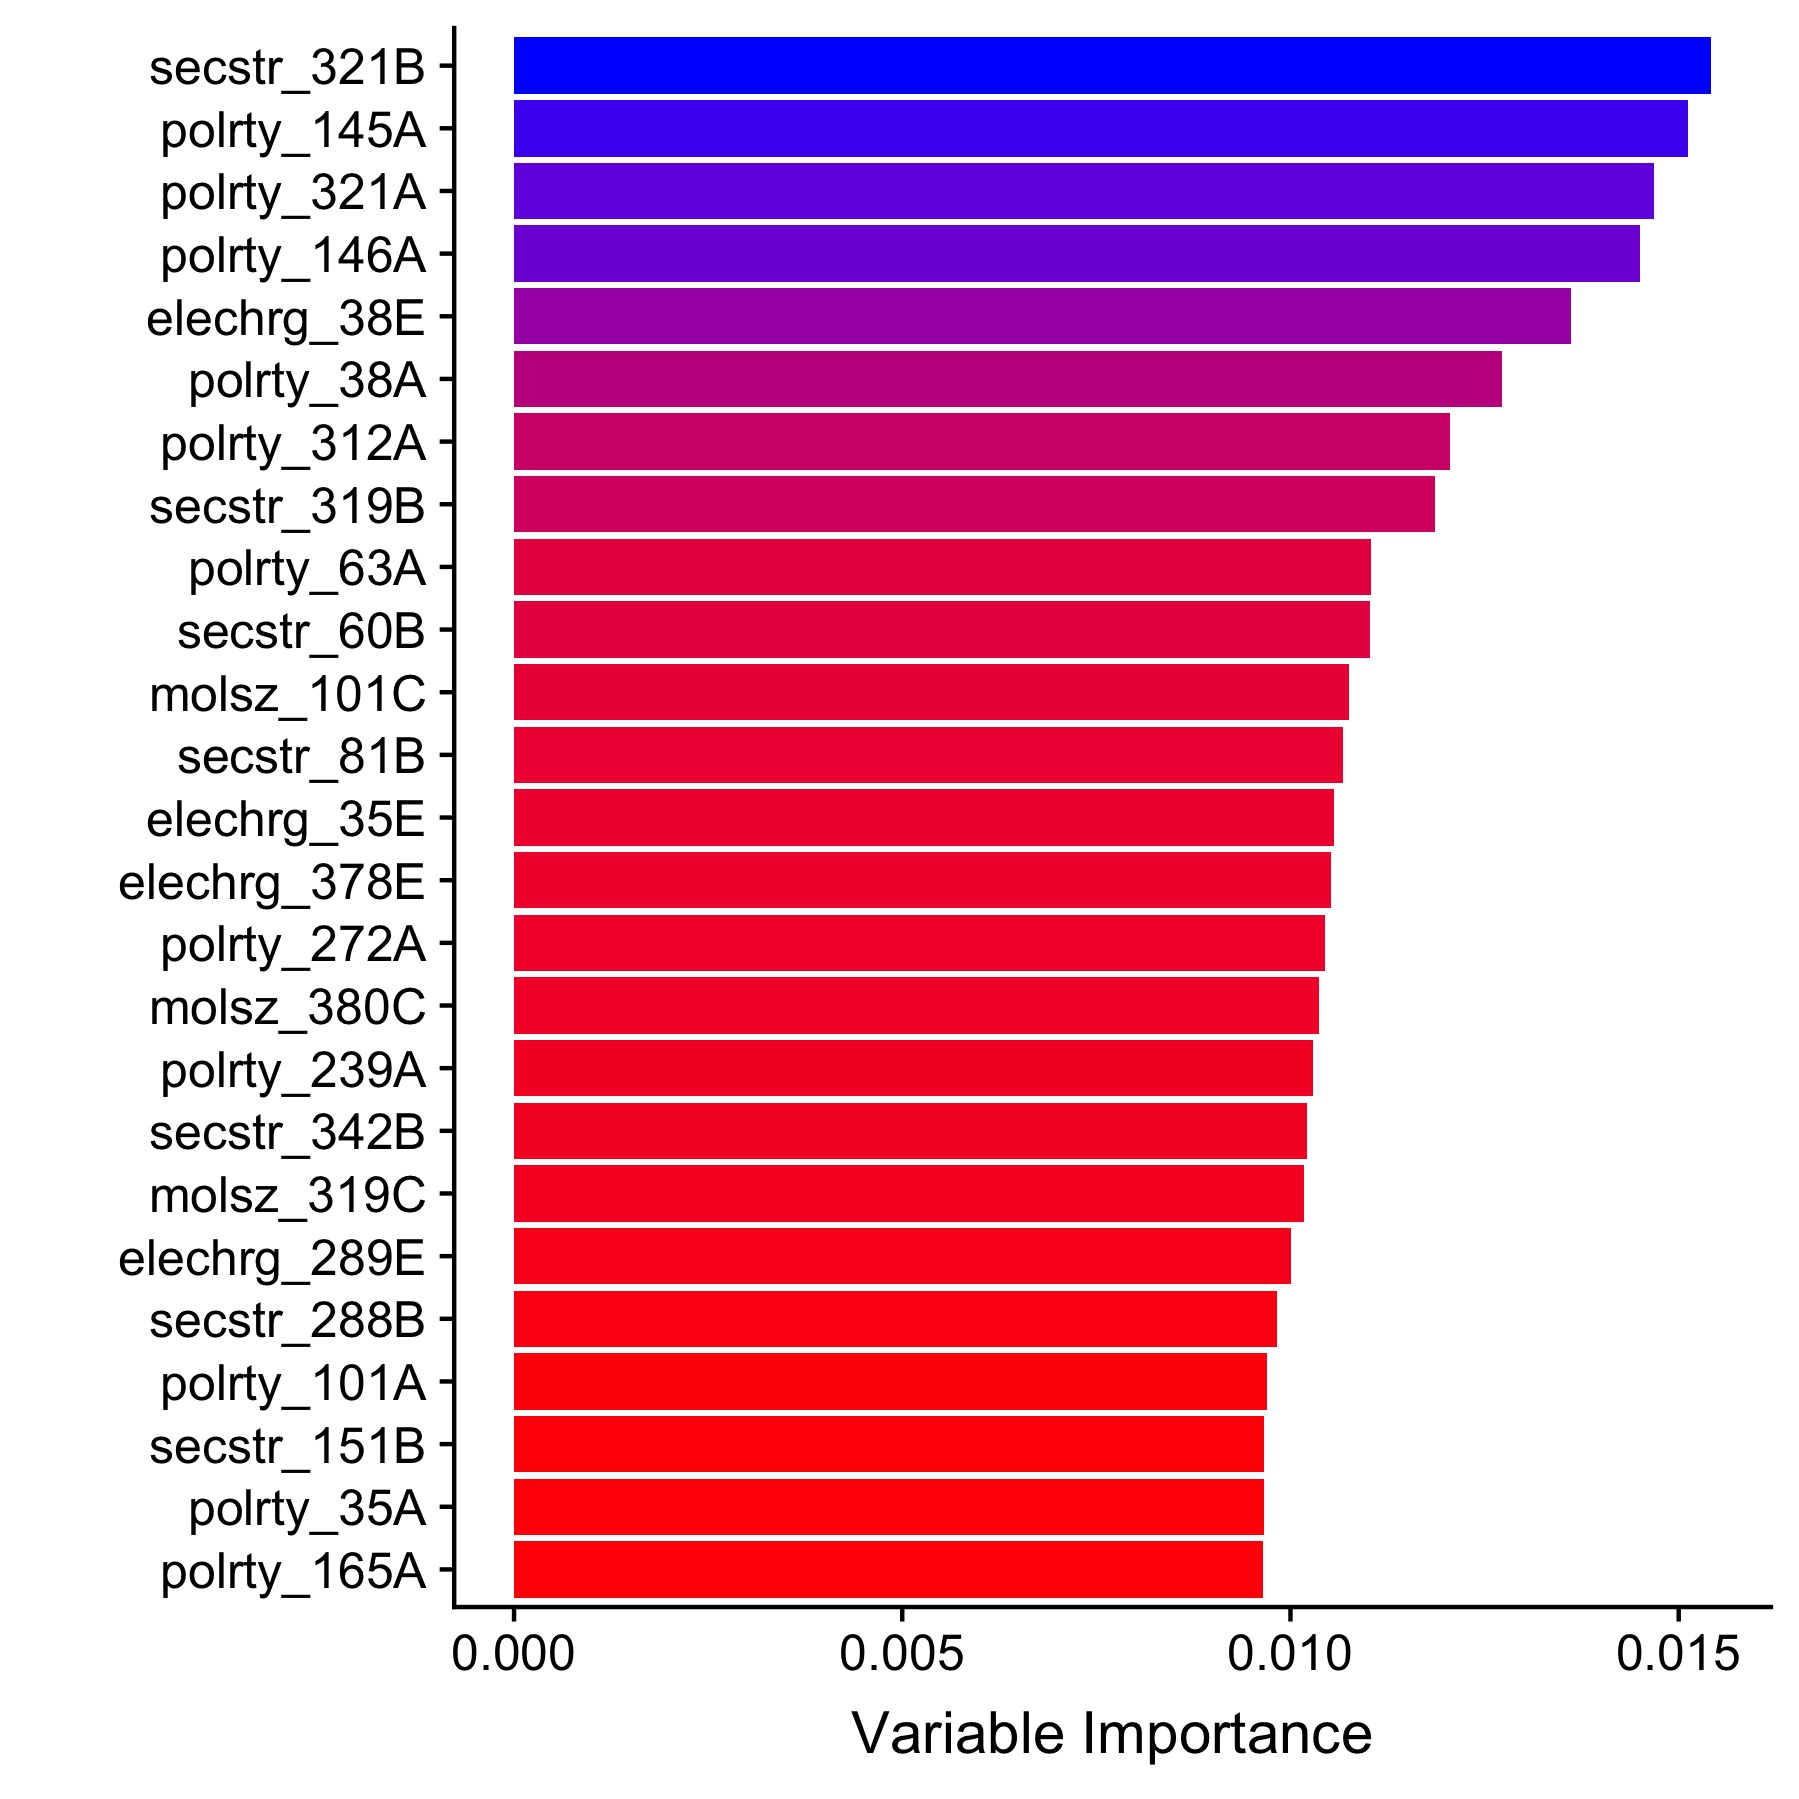 secstr_321B
polrty_145A
polrty_321A
polrty_146A
elechrg_38E
polrty_38A
polrty_312A
secstr_319B
polrty_63A
secstr_60B
molsz_101C
secstr_81B
elechrg_35E
elechrg_378E
polrty_272A
molsz_380C
polrty_239A
secstr_342B
molsz_319C
elechrg_289E
secstr_288B
polrty_101A
secstr_151B
polrty_35A
polrty_165A
0.000 0.005 0.010 0.015
Variable Importance